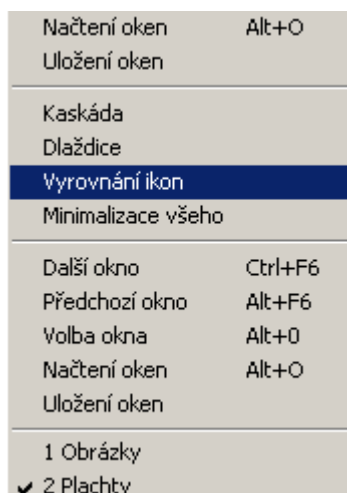 Načtení oken Alt+O
Uložení oken
Kaskáda
Dlaždice
Vyrovnání ikon
Minimalizace všeho
Další okno Ctrl+F6
Předchozí okno Alt+F6
Volba okna Alt+0
Načtení oken Alt+O
Uložení oken
1 Obrázky
2 Plachty